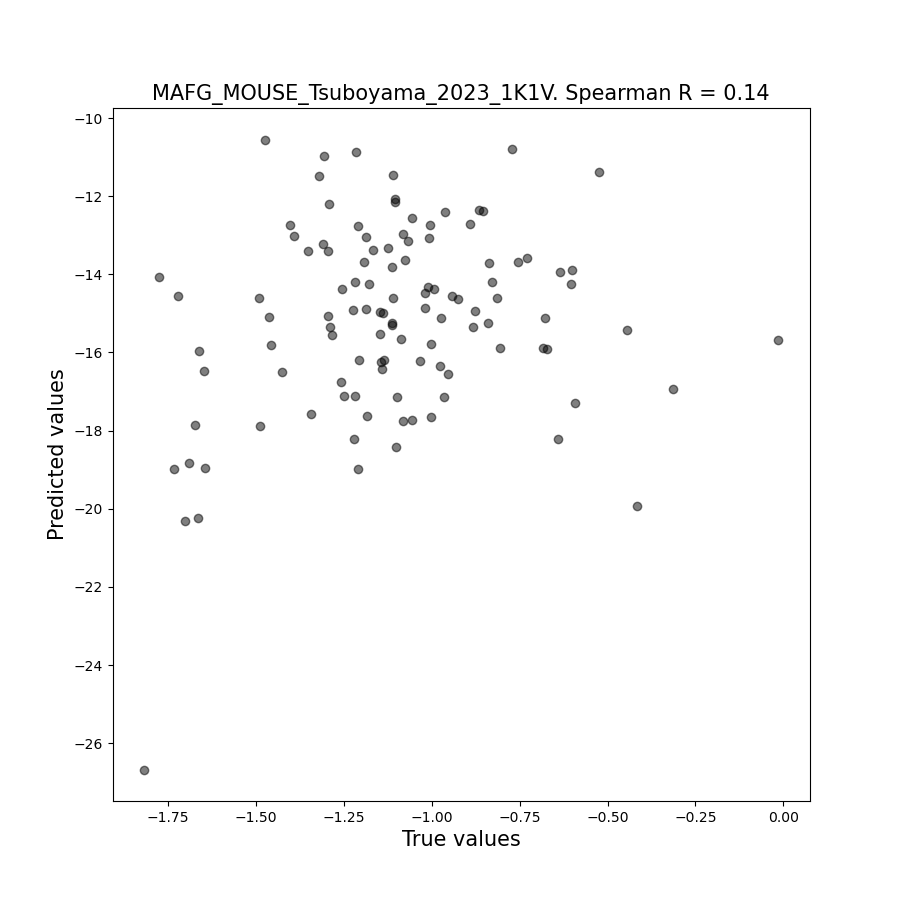 MAFG_MOUSE_Tsuboyama_2023_1K1V. Spearman R = 0.14
Predicted values
−10
−12
−14
−16
−18
−20
−22
−24
−26
−1.75 −1.50 −1.25 −1.00 −0.75 −0.50 −0.25 0.00
True values